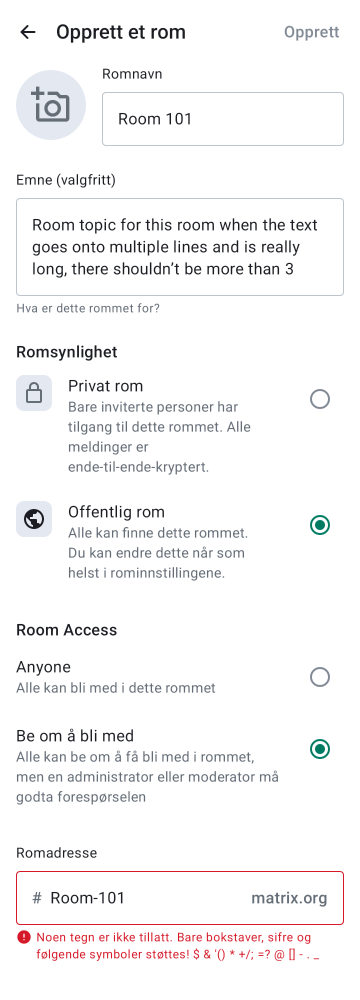 Opprett et rom
Opprett
Romnavn
Room 101
Emne (valgfritt)
Room topic for this room when the text
goes onto multiple lines and is really
long, there shouldn’t be more than 3
Hva er dette rommet for?
Romsynlighet
Privat rom
Bare inviterte personer har
tilgang til dette rommet. Alle
meldinger er
ende-til-ende-kryptert.
Offentlig rom
Alle kan finne dette rommet.
Du kan endre dette når som
helst i rominnstillingene.
Room Access
Anyone
Alle kan bli med i dette rommet
Be om å bli med
Alle kan be om å få bli med i rommet,
men en administrator eller moderator må
godta forespørselen
Romadresse
# Room-101 matrix.org
Noen tegn er ikke tillatt. Bare bokstaver, sifre og
følgende symboler støttes! $ & '() * +/; =? @ [] - . _